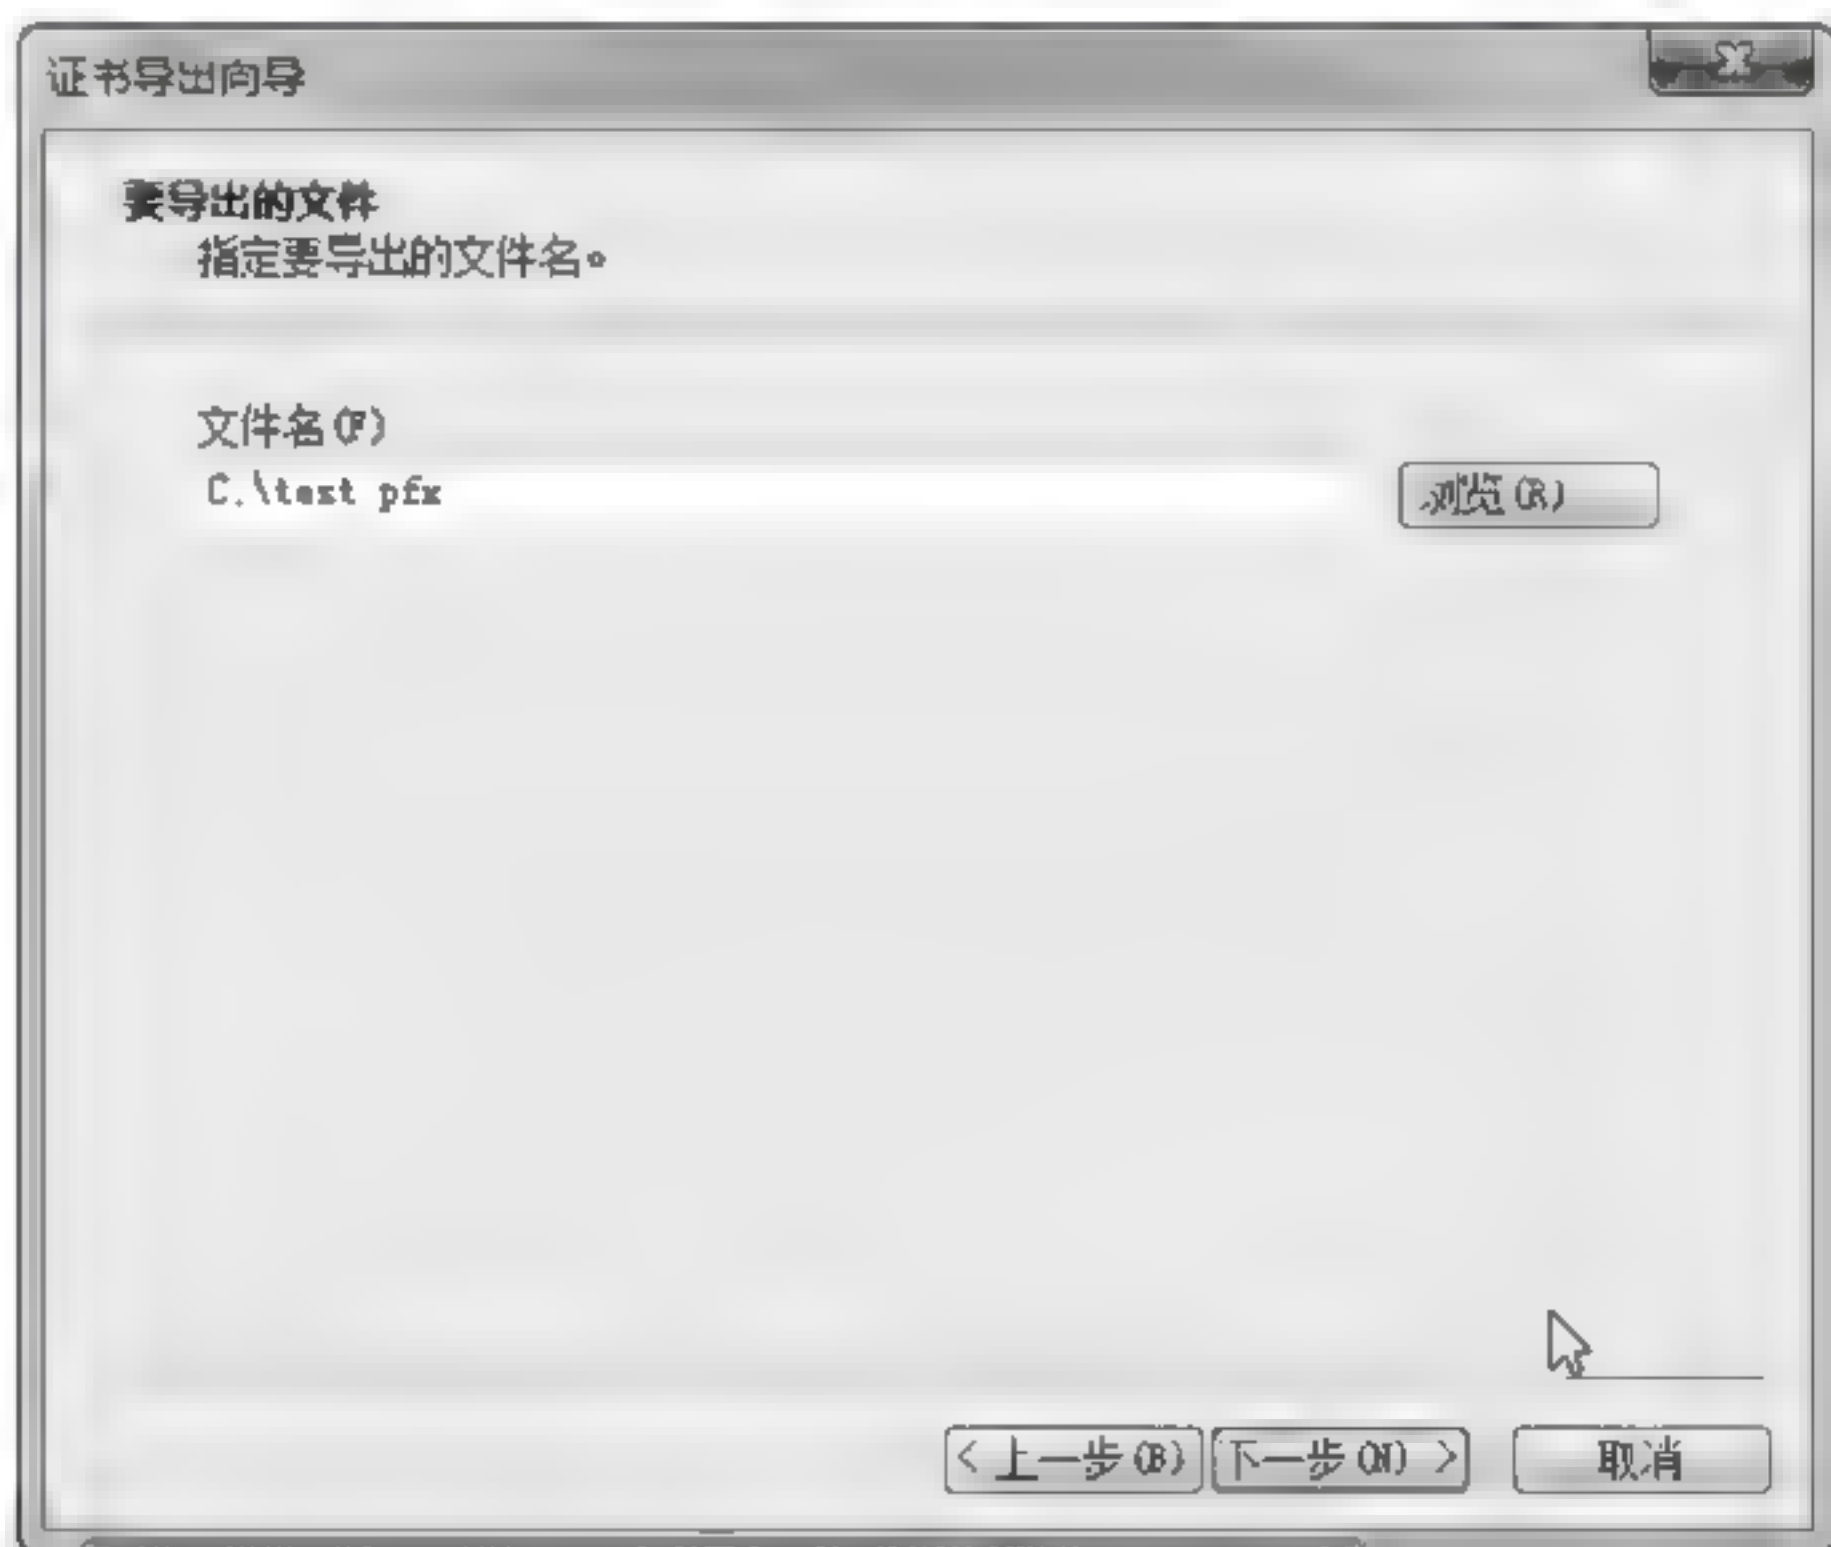 证书导出向导
要导出的文件
指定要导出的文件名。
文件名(F)
C.\test pfx
浏览(R)
<上一步(B)
下一步(N) >
取消